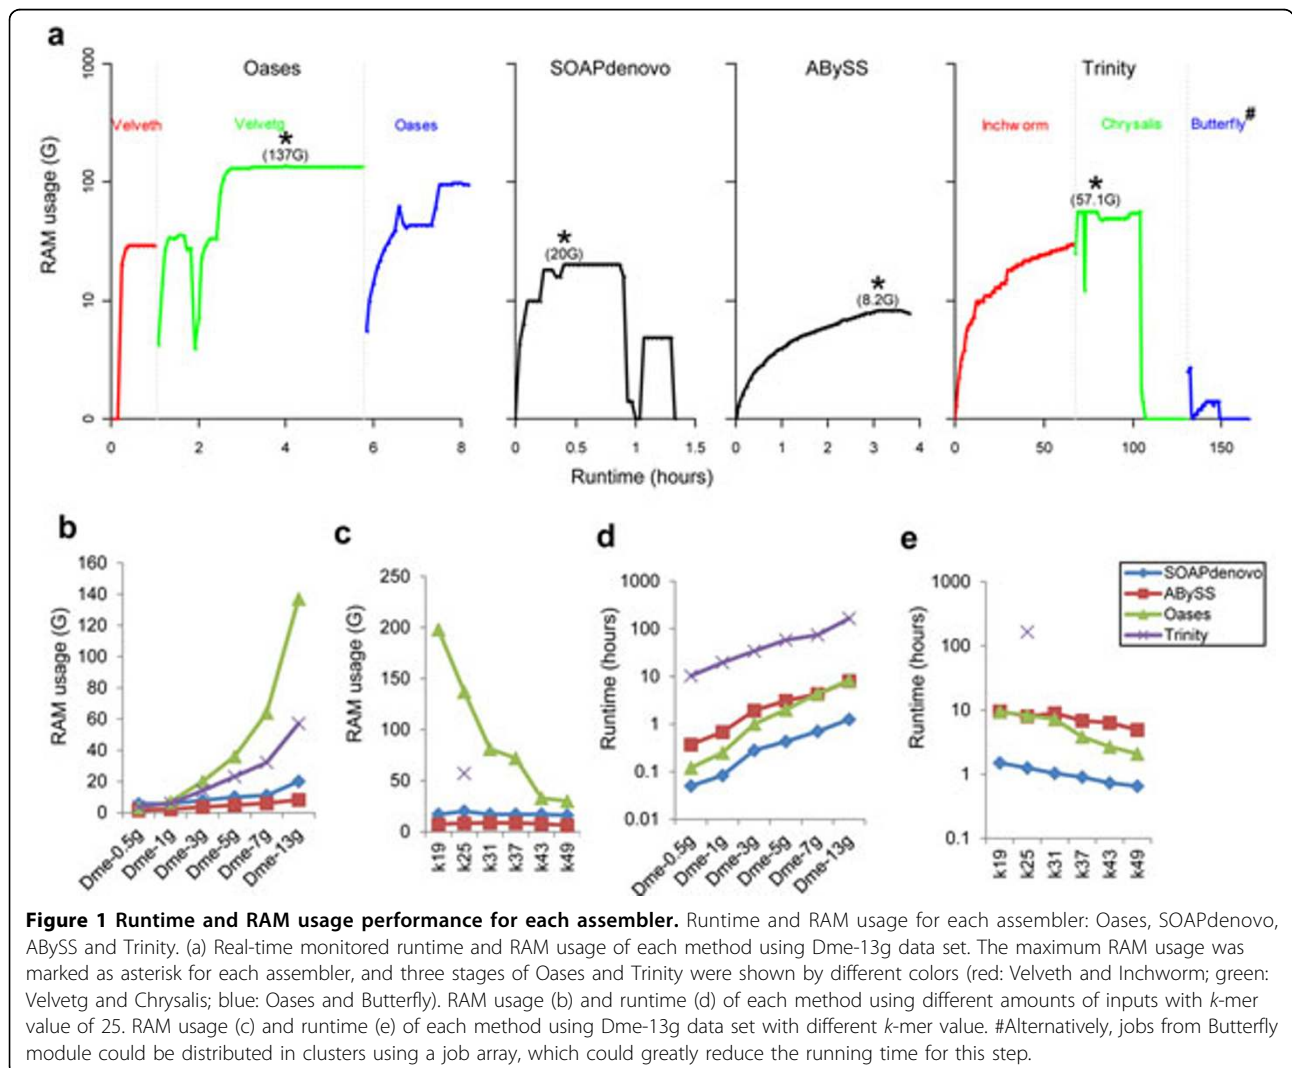 a
Oases
SOAPdenovo
ABySS
Trinity
RAM usage (G)
1000
100
10
0
Velveth
Velvetg
Oases
*
(137G)
*
(20G)
*
(8.2G)
Inchworm
Chrysalis
Butterfly#
*
(57.1G)
0 2 4 6 8
0 0.5 1 1.5
0 1 2 3 4
0 50 100 150
Runtime (hours)
b
RAM usage (G)
160
140
120
100
80
60
40
20
0
Dme-0.5g
Dme-1g
Dme-3g
Dme-5g
Dme-7g
Dme-13g
c
RAM usage (G)
250
200
150
100
50
0
k19
k25
k31
k37
k43
k49
d
Runtime (hours)
1000
100
10
1
0.1
0.01
Dme-0.5g
Dme-1g
Dme-3g
Dme-5g
Dme-7g
Dme-13g
e
Runtime (hours)
1000
100
10
1
0.1
k19
k25
k31
k37
k43
k49
SOAPdenovo
ABySS
Oases
Trinity
Figure 1 Runtime and RAM usage performance for each assembler. Runtime and RAM usage for each assembler: Oases, SOAPdenovo,
ABySS and Trinity. (a) Real-time monitored runtime and RAM usage of each method using Dme-13g data set. The maximum RAM usage was
marked as asterisk for each assembler, and three stages of Oases and Trinity were shown by different colors (red: Velveth and Inchworm; green:
Velvetg and Chrysalis; blue: Oases and Butterfly). RAM usage (b) and runtime (d) of each method using different amounts of inputs with k-mer
value of 25. RAM usage (c) and runtime (e) of each method using Dme-13g data set with different k-mer value. #Alternatively, jobs from Butterfly
module could be distributed in clusters using a job array, which could greatly reduce the running time for this step.